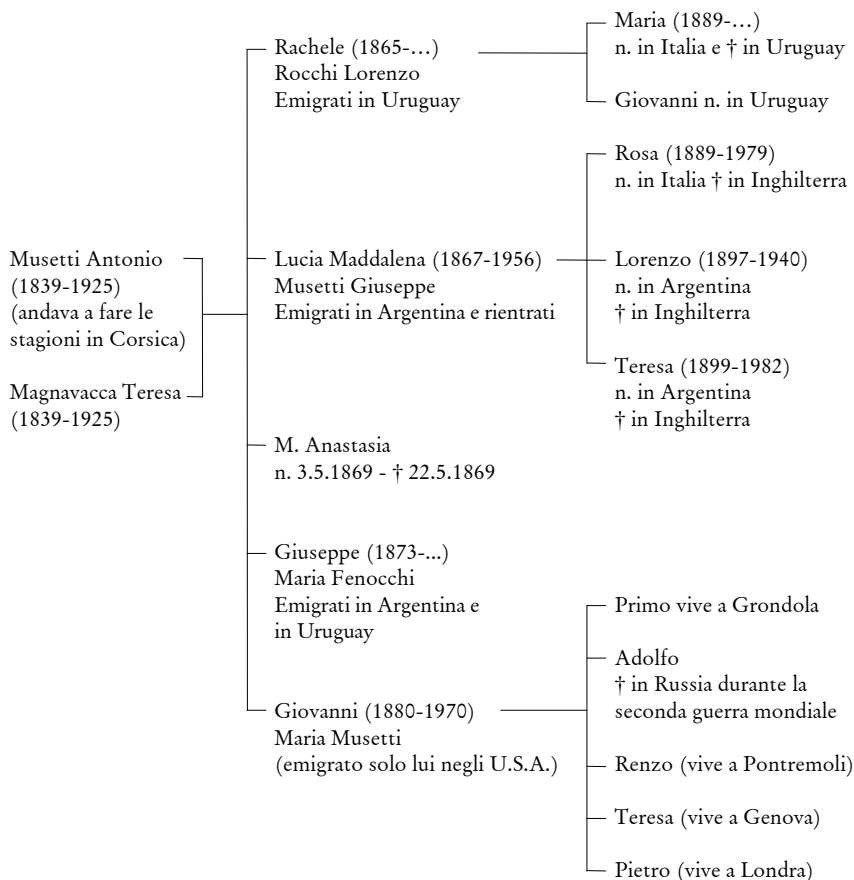 Musetti Antonio
(1839-1925)
(andava a fare le
stagioni in Corsica)
Magnavacca Teresa
(1839-1925)
Rachele (1865-…)
Rocchi Lorenzo
Emigrati in Uruguay
Maria (1889-…)
n. in Italia e † in Uruguay
Giovanni n. in Uruguay
Lucia Maddalena (1867-1956)
Musetti Giuseppe
Emigrati in Argentina e rientrati
Rosa (1889-1979)
n. in Italia † in Inghilterra
Lorenzo (1897-1940)
n. in Argentina
† in Inghilterra
Teresa (1899-1982)
n. in Argentina
† in Inghilterra
M. Anastasia
n. 3.5.1869 - † 22.5.1869
Giuseppe (1873-...)
Maria Fenocchi
Emigrati in Argentina e
in Uruguay
Giovanni (1880-1970)
Maria Musetti
(emigrato solo lui negli U.S.A.)
Primo vive a Grondola
Adolfo
† in Russia durante la
seconda guerra mondiale
Renzo (vive a Pontremoli)
Teresa (vive a Genova)
Pietro (vive a Londra)